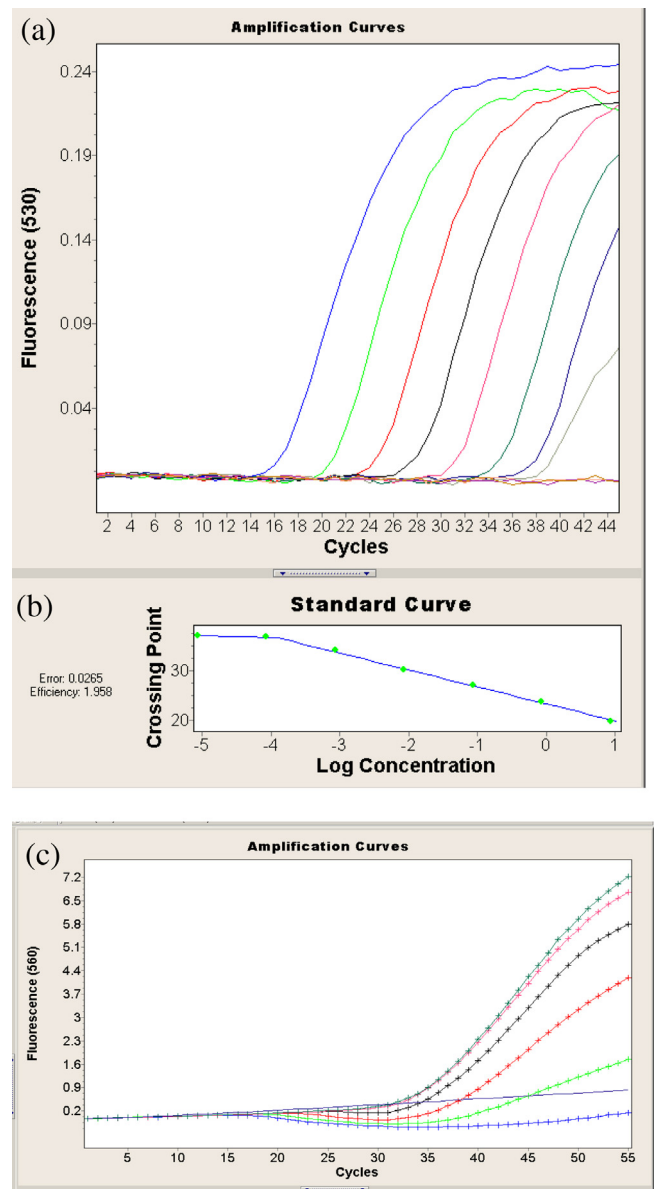 (a)
Amplification Curves
Fluorescence (530)
0.24
0.19
0.14
0.09
0.04
2 4 6 8 10 12 14 16 18 20 22 24 26 28 30 32 34 36 38 40 42 44
Cycles
(b)
Standard Curve
Error: 0.0265
Efficiency: 1.958
Crossing Point
30
20
-5 -4 -3 -2 -1 0 1
Log Concentration
(c)
Amplification Curves
Fluorescence (560)
7.2
6.5
5.8
5.1
4.4
3.7
3
2.3
1.6
0.9
0.2
5 10 15 20 25 30 35 40 45 50 55
Cycles